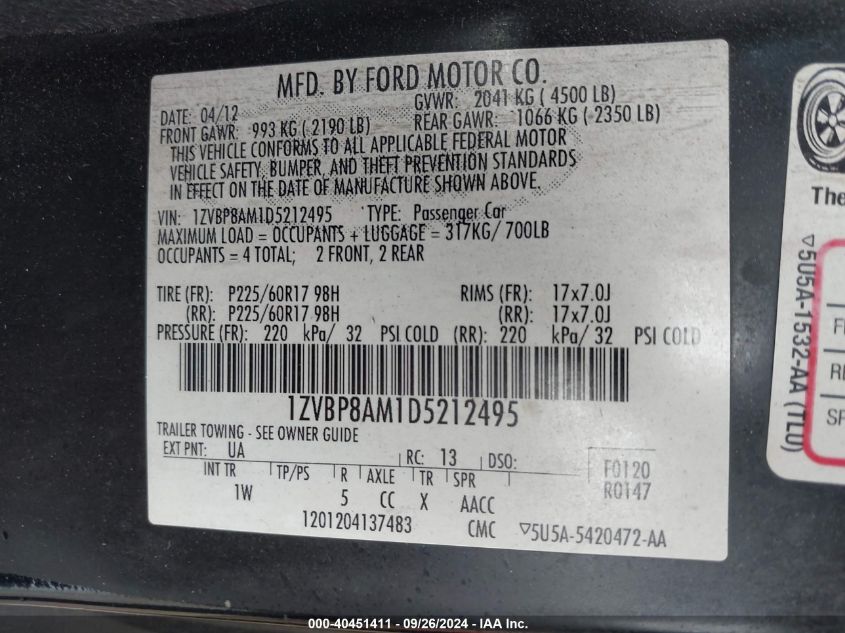 MFD. BY FORD MOTOR CO.
DATE: 04/12 GVWR: 2041 KG ( 4500 LB)
FRONT GAWR: 993 KG ( 2190 LB) REAR GAWR: 1066 KG ( 2350 LB)
THIS VEHICLE CONFORMS TO ALL APPLICABLE FEDERAL MOTOR
VEHICLE SAFETY, BUMPER, AND THEFT PREVENTION STANDARDS
IN EFFECT ON THE DATE OF MANUFACTURE SHOWN ABOVE.
VIN: 1ZVBP8AM1D5212495 TYPE: Passenger Car
MAXIMUM LOAD = OCCUPANTS + LUGGAGE = 317KG/ 700LB
OCCUPANTS = 4 TOTAL; 2 FRONT, 2 REAR
TIRE (FR): P225/60R17 98H RIMS (FR): 17x7.0J
(RR): P225/60R17 98H (RR): 17x7.0J
PRESSURE (FR): 220 kPa/ 32 PSI COLD (RR): 220 kPa/ 32 PSI COLD
1ZVBP8AM1D5212495
TRAILER TOWING - SEE OWNER GUIDE
EXT PNT: UA RC: 13 DSO: F0120
INT TR TP/PS R AXLE TR SPR R0147
1W 5 CC X AACC
1201204137483 CMC ▽5U5A-5420472-AA
The
▽5U5A-1532-AA (TLU)
SP
000-40451411 - 09/26/2024 - IAA Inc.